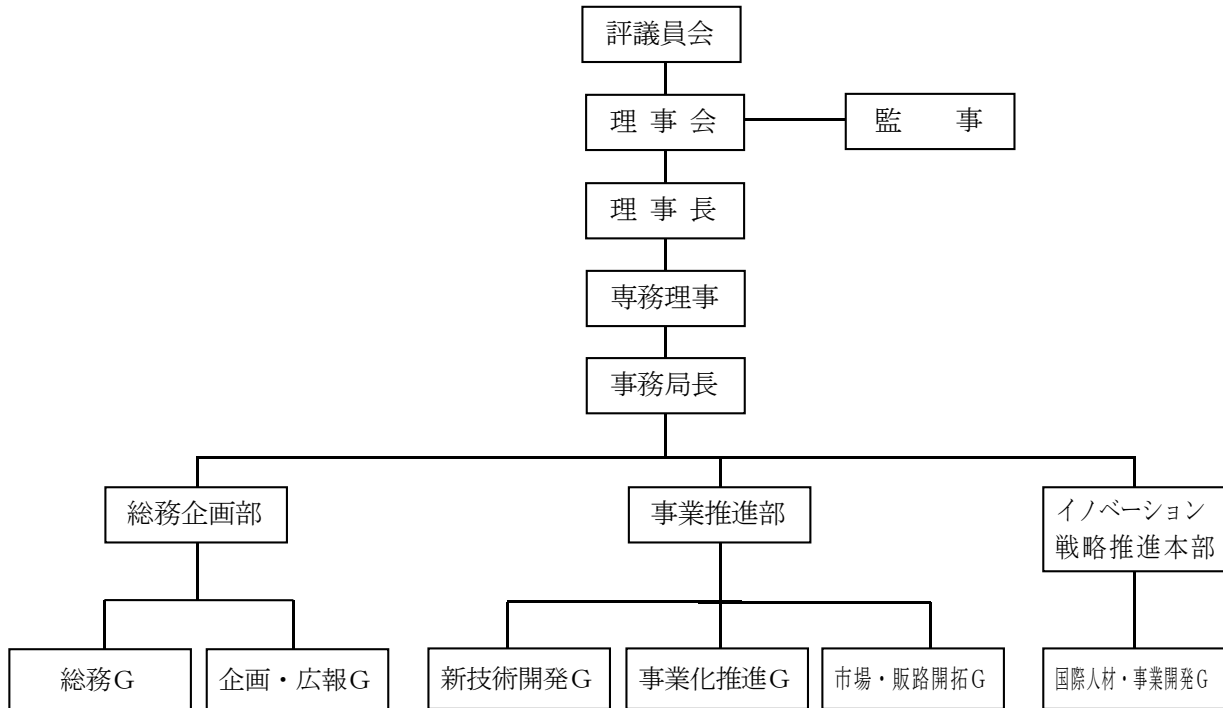 評議員会
理事会
監　事
理事長
専務理事
事務局長
総務企画部
事業推進部
イノベーション
戦略推進本部
総務G
企画・広報G
新技術開発G
事業化推進G
市場・販路開拓G
国際人材・事業開発G